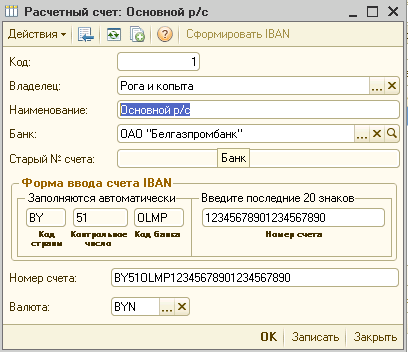 Расчетный счет: Основной р/с
Действия Сформировать IBAN
Код: 1
Владелец: Рога и копыта ... x
Наименование: Основной р/с
Банк: ОАО "Белгазпромбанк" ... x
Старый № счета:
Банк
Форма ввода счета IBAN
Заполняются автоматически Введите последние 20 знаков
BY 51 OLMP 12345678901234567890
Код страны Контрольное число Код банка Номер счета
Номер счета: BY51OLMP12345678901234567890
Валюта: BYN ... x
OK Записать Закрыть